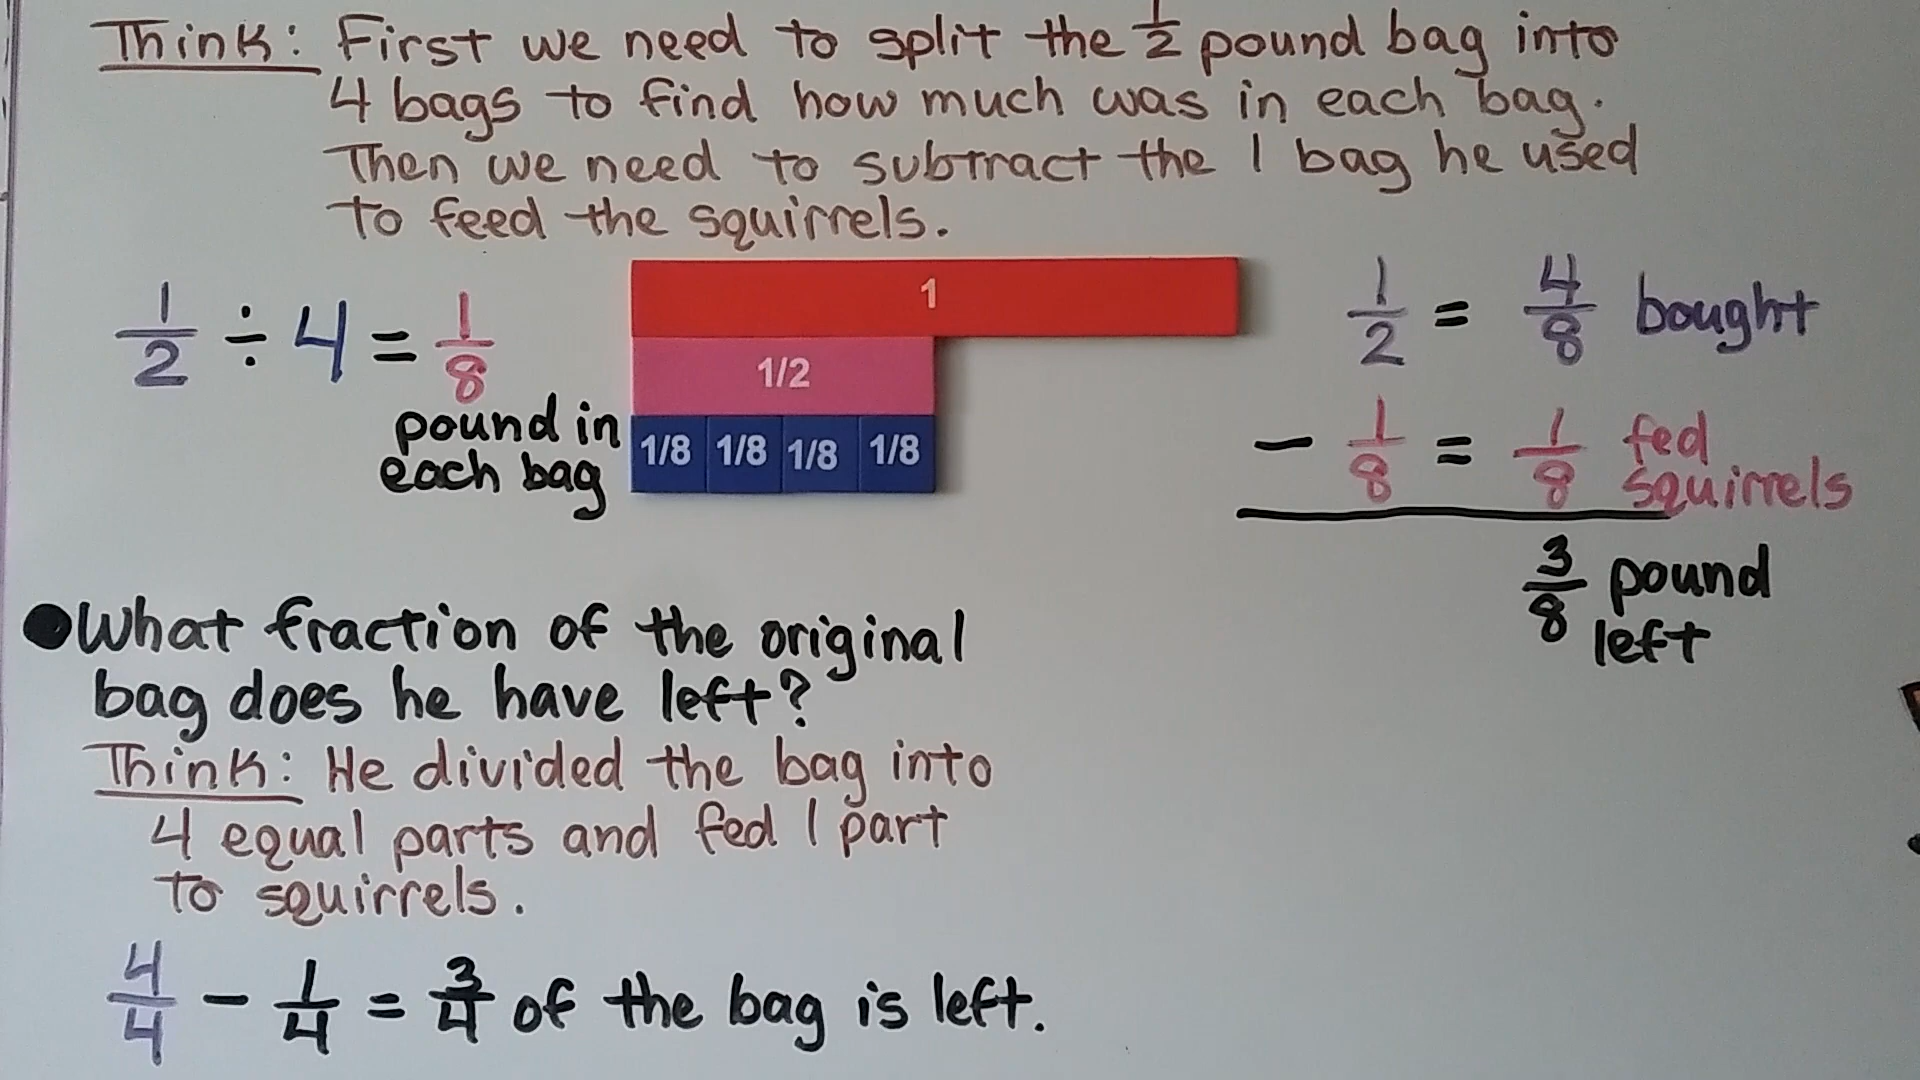 Think: First we need to split the 1/2 pound bag into
4 bags to find how much was in each bag.
Then we need to subtract the 1 bag he used
to feed the squirrels.
1/2 ÷ 4 = 1/8
pound in
each bag
1
1/2
1/8 1/8 1/8 1/8
1/2 = 4/8 bought
- 1/8 = 1/8 fed
squirrels
3/8 pound
left
●What fraction of the original
bag does he have left?
Think: He divided the bag into
4 equal parts and fed 1 part
to squirrels.
4/4 - 1/4 = 3/4 of the bag is left.